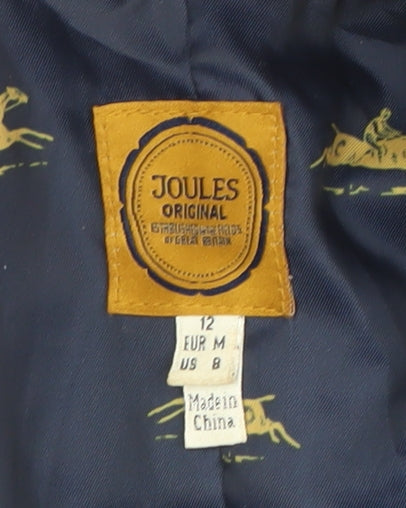 JOULES
ORIGINAL
12
EUR M
US 8
Made in
China